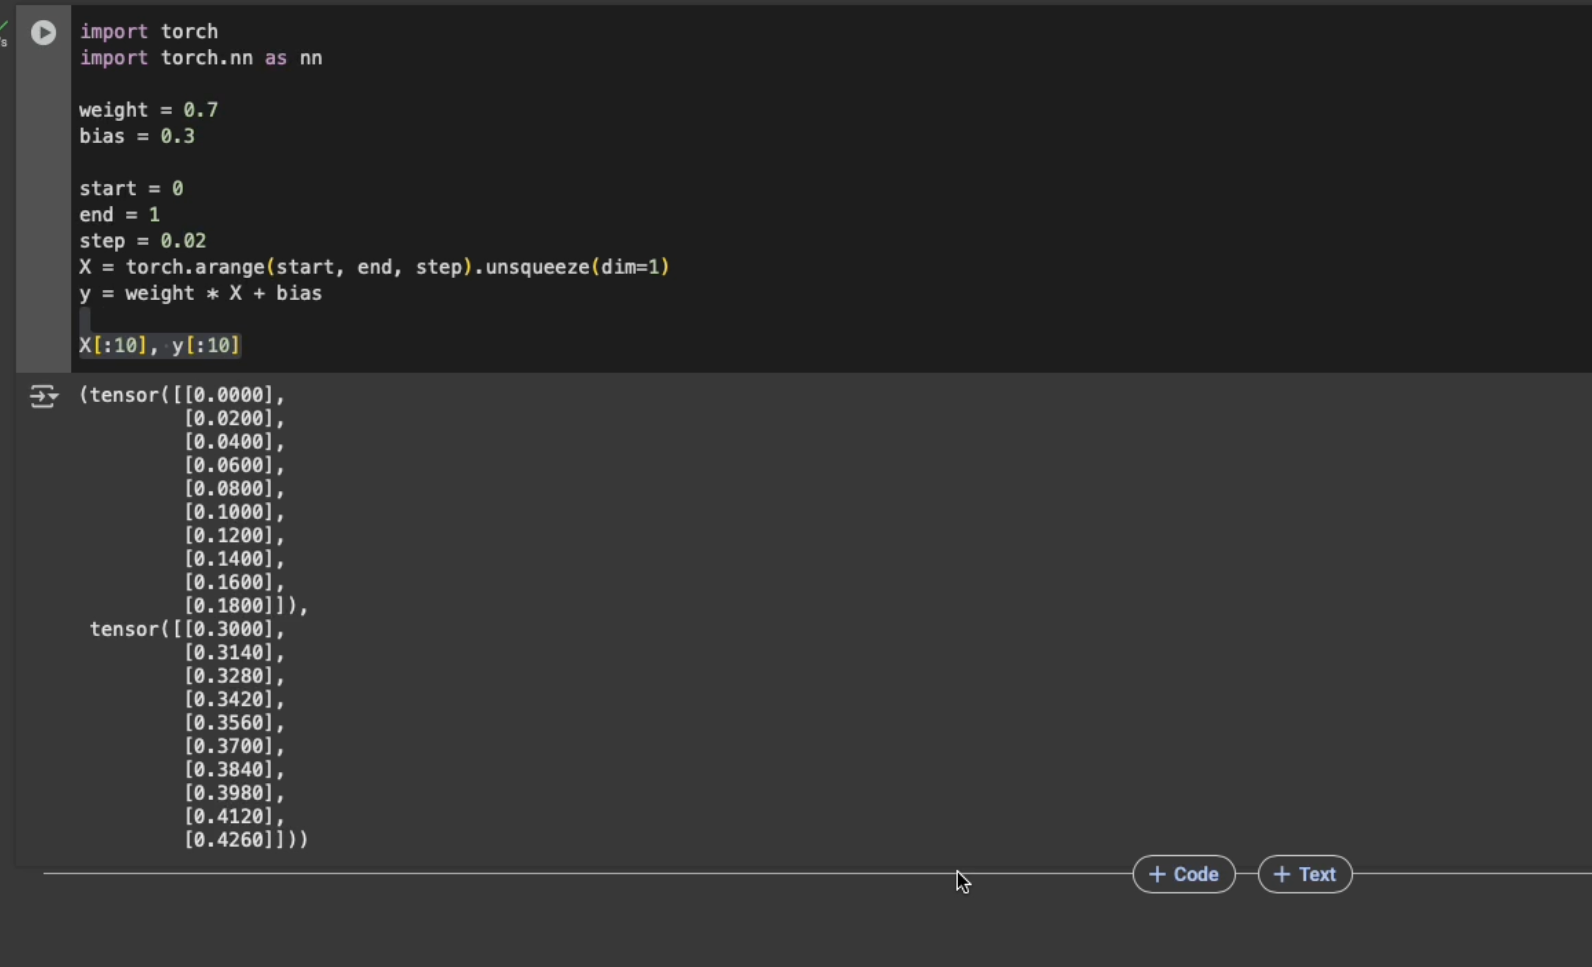 import torch
import torch.nn as nn
weight = 0.7
bias = 0.3
start = 0
end = 1
step = 0.02
X = torch.arange(start, end, step).unsqueeze(dim=1)
y = weight * X + bias
X[:10], y[:10]
(tensor([[0.0000],
[0.0200],
[0.0400],
[0.0600],
[0.0800],
[0.1000],
[0.1200],
[0.1400],
[0.1600],
[0.1800]]),
tensor([[0.3000],
[0.3140],
[0.3280],
[0.3420],
[0.3560],
[0.3700],
[0.3840],
[0.3980],
[0.4120],
[0.4260]]))
+ Code
+ Text